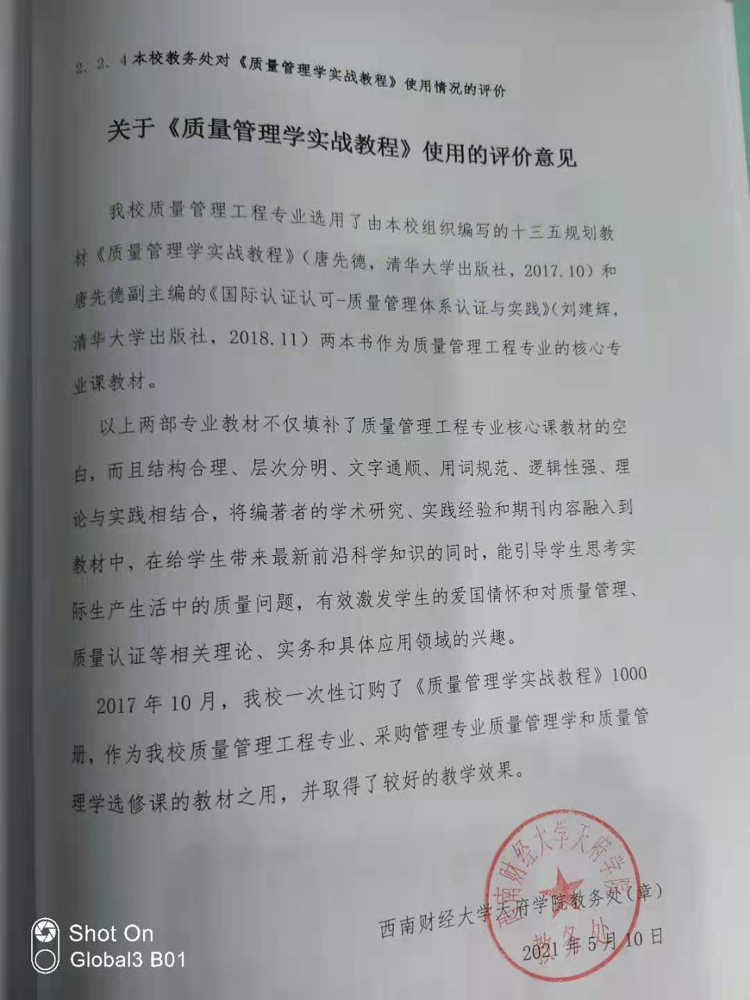 2．2．4本校教务处对《质量管理学实战教程》使用情况的评价
关于《质量管理学实战教程》使用的评价意见
我校质量管理工程专业选用了由本校组织编写的十三五规划教
材《质量管理学实战教程》（唐先德，清华大学出版社，2017.10）和
唐先德副主编的《国际认证认可-质量管理体系认证与实践》（刘建辉，
清华大学出版社，2018.11）两本书作为质量管理工程专业的核心专
业课教材。
以上两部专业教材不仅填补了质量管理工程专业核心课教材的空
白，而且结构合理、层次分明、文字通顺、用词规范、逻辑性强、理
论与实践相结合，将编著者的学术研究、实践经验和期刊内容融入到
教材中，在给学生带来最新前沿科学知识的同时，能引导学生思考实
际生产生活中的质量问题，有效激发学生的爱国情怀和对质量管理、
质量认证等相关理论、实务和具体应用领域的兴趣。
2017年10月，我校一次性订购了《质量管理学实战教程》1000
册，作为我校质量管理工程专业、采购管理专业质量管理学和质量管
理学选修课的教材之用，并取得了较好的教学效果。
西南财经大学天府学院
教务处
西南财经大学天府学院教务处（章）
2021年5月10日
Shot On
Global3 B01